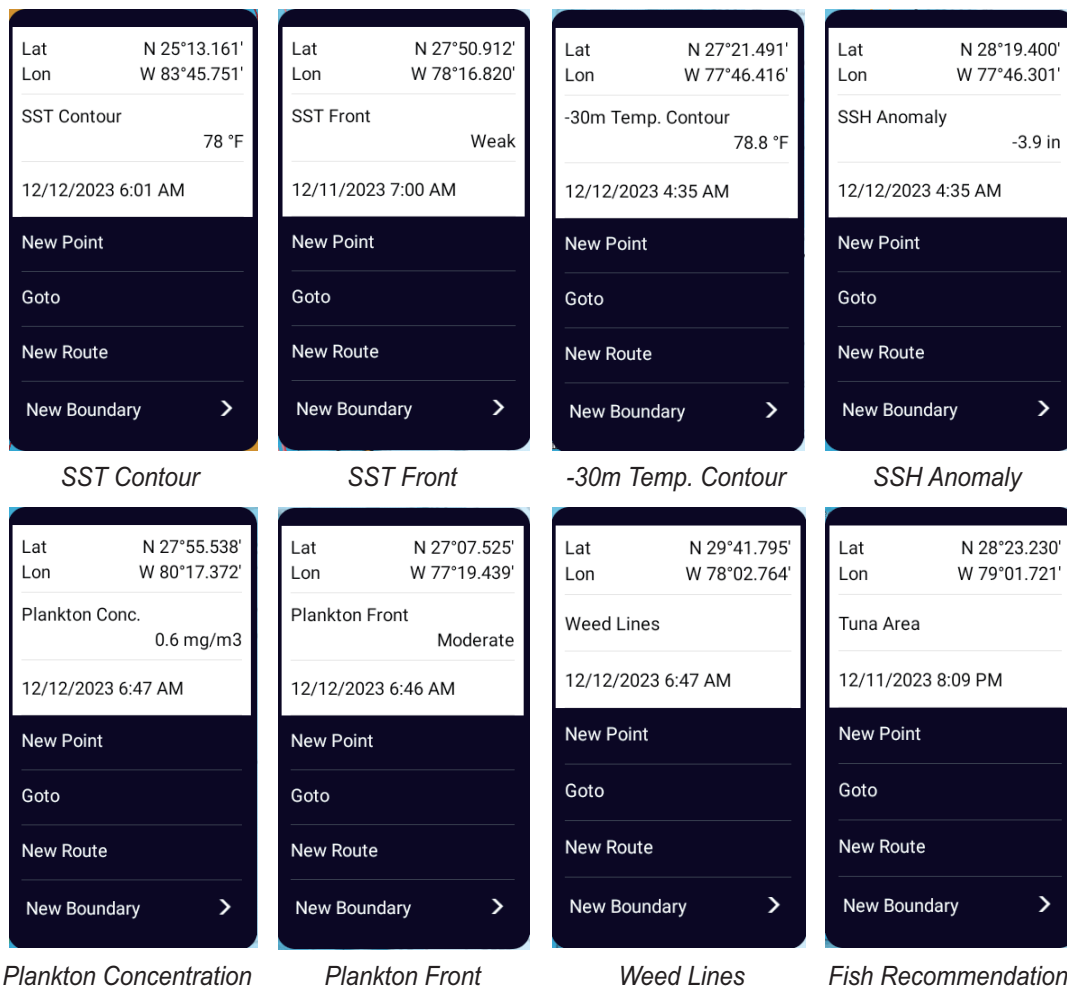 Lat N 25°13.161'
Lon W 83°45.751'
SST Contour
78 °F
12/12/2023 6:01 AM
New Point
Goto
New Route
New Boundary
SST Contour
Lat N 27°50.912'
Lon W 78°16.820'
SST Front
Weak
12/11/2023 7:00 AM
New Point
Goto
New Route
New Boundary
SST Front
Lat N 27°21.491'
Lon W 77°46.416'
-30m Temp. Contour
78.8 °F
12/12/2023 4:35 AM
New Point
Goto
New Route
New Boundary
-30m Temp. Contour
Lat N 28°19.400'
Lon W 77°46.301'
SSH Anomaly
-3.9 in
12/12/2023 4:35 AM
New Point
Goto
New Route
New Boundary
SSH Anomaly
Lat N 27°55.538'
Lon W 80°17.372'
Plankton Conc.
0.6 mg/m3
12/12/2023 6:47 AM
New Point
Goto
New Route
New Boundary
Plankton Concentration
Lat N 27°07.525'
Lon W 77°19.439'
Plankton Front
Moderate
12/12/2023 6:46 AM
New Point
Goto
New Route
New Boundary
Plankton Front
Lat N 29°41.795'
Lon W 78°02.764'
Weed Lines
12/12/2023 6:47 AM
New Point
Goto
New Route
New Boundary
Weed Lines
Lat N 28°23.230'
Lon W 79°01.721'
Tuna Area
12/11/2023 8:09 PM
New Point
Goto
New Route
New Boundary
Fish Recommendation